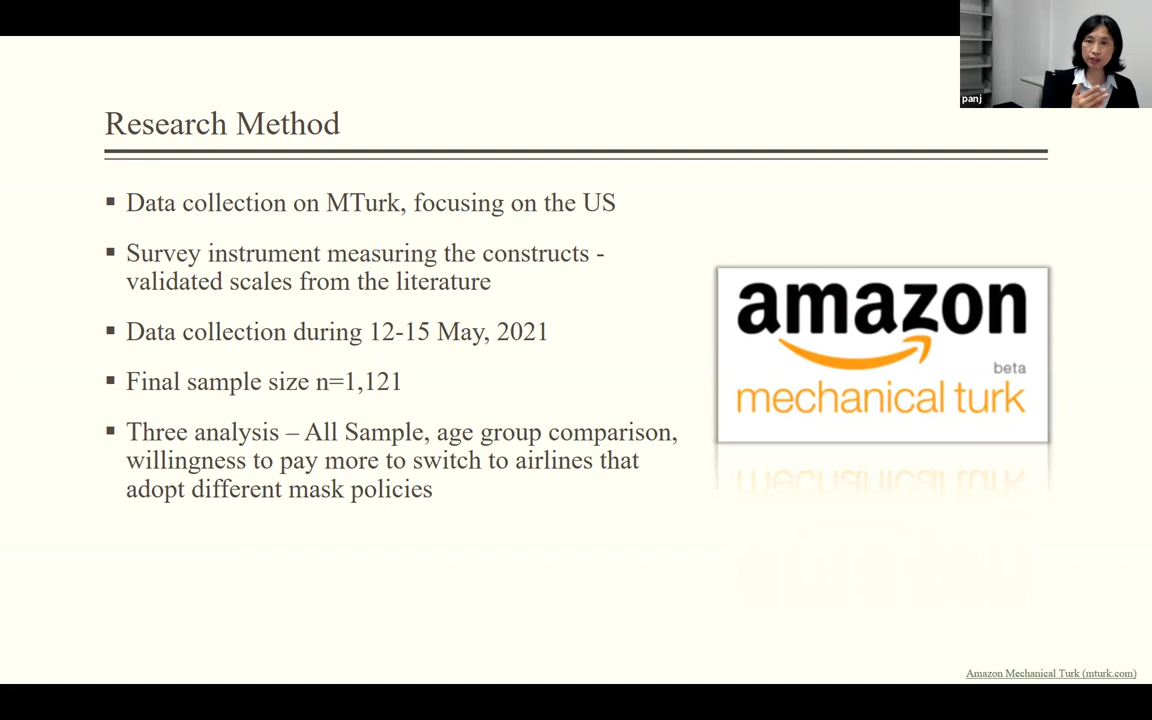 panj
Research Method
▪ Data collection on MTurk, focusing on the US
▪ Survey instrument measuring the constructs -
validated scales from the literature
▪ Data collection during 12-15 May, 2021
▪ Final sample size n=1,121
▪ Three analysis – All Sample, age group comparison,
willingness to pay more to switch to airlines that
adopt different mask policies
amazon
beta
mechanical turk
Amazon Mechanical Turk (mturk.com)